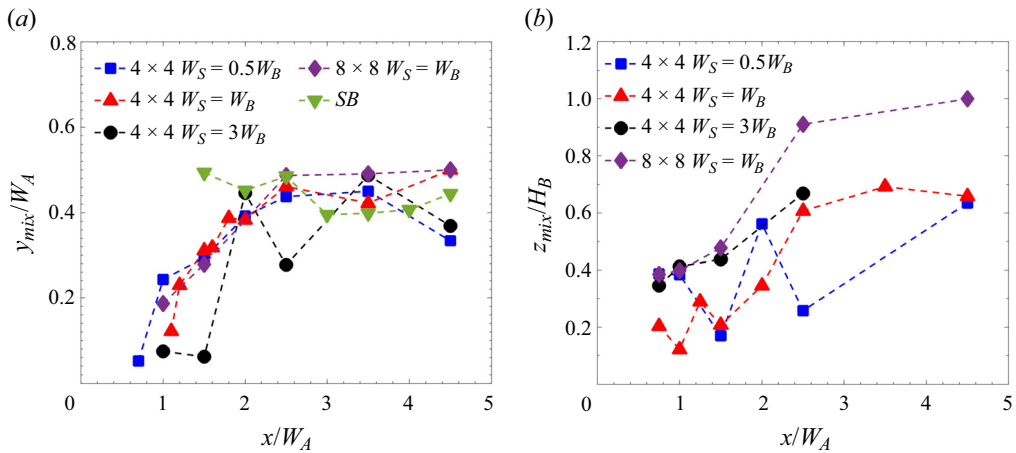 (a)
0.8
0.6
0.4
0.2
0
1
2
3
4
5
y_mix/W_A
x/W_A
4 × 4 W_S = 0.5W_B
4 × 4 W_S = W_B
4 × 4 W_S = 3W_B
8 × 8 W_S = W_B
SB
(b)
1.2
1.0
0.8
0.6
0.4
0.2
0
1
2
3
4
5
z_mix/H_B
x/W_A
4 × 4 W_S = 0.5W_B
4 × 4 W_S = W_B
4 × 4 W_S = 3W_B
8 × 8 W_S = W_B